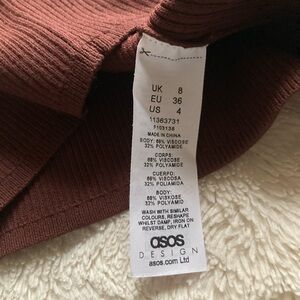 UK 8
EU 36
US 4
11363731
1103138
MADE IN CHINA
BODY: 68% VISCOSE
32% POLYAMIDE
CORPS:
68% VISCOSE
32% POLYAMIDE
CUERPO:
68% VISCOSA
32% POLIAMIDA
BODY:
68% VISKOSE
32% POLYAMID
WASH WITH SIMILAR
COLOURS, RESHAPE
WHILST DAMP, IRON ON
REVERSE, DRY FLAT
asos
DESIGN
asos.com Ltd